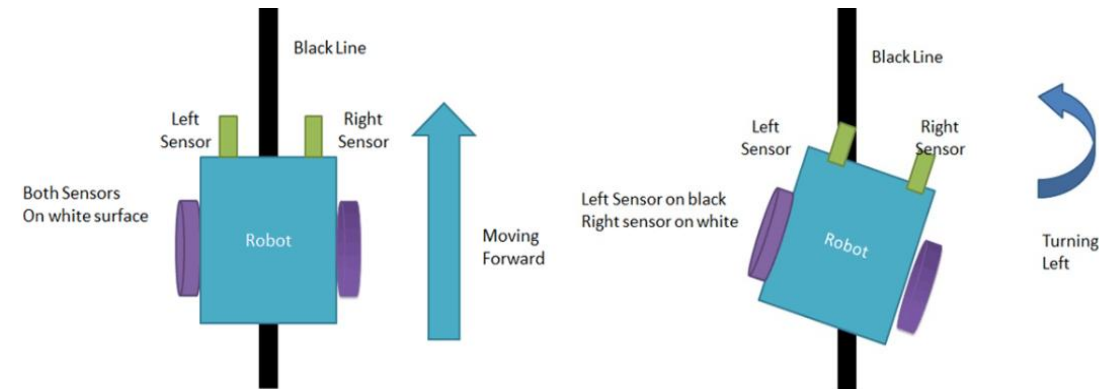 Black Line
Left
Sensor
Right
Sensor
Both Sensors
On white surface
Robot
Moving
Forward
Black Line
Left
Sensor
Right
Sensor
Left Sensor on black
Right sensor on white
Robot
Turning
Left